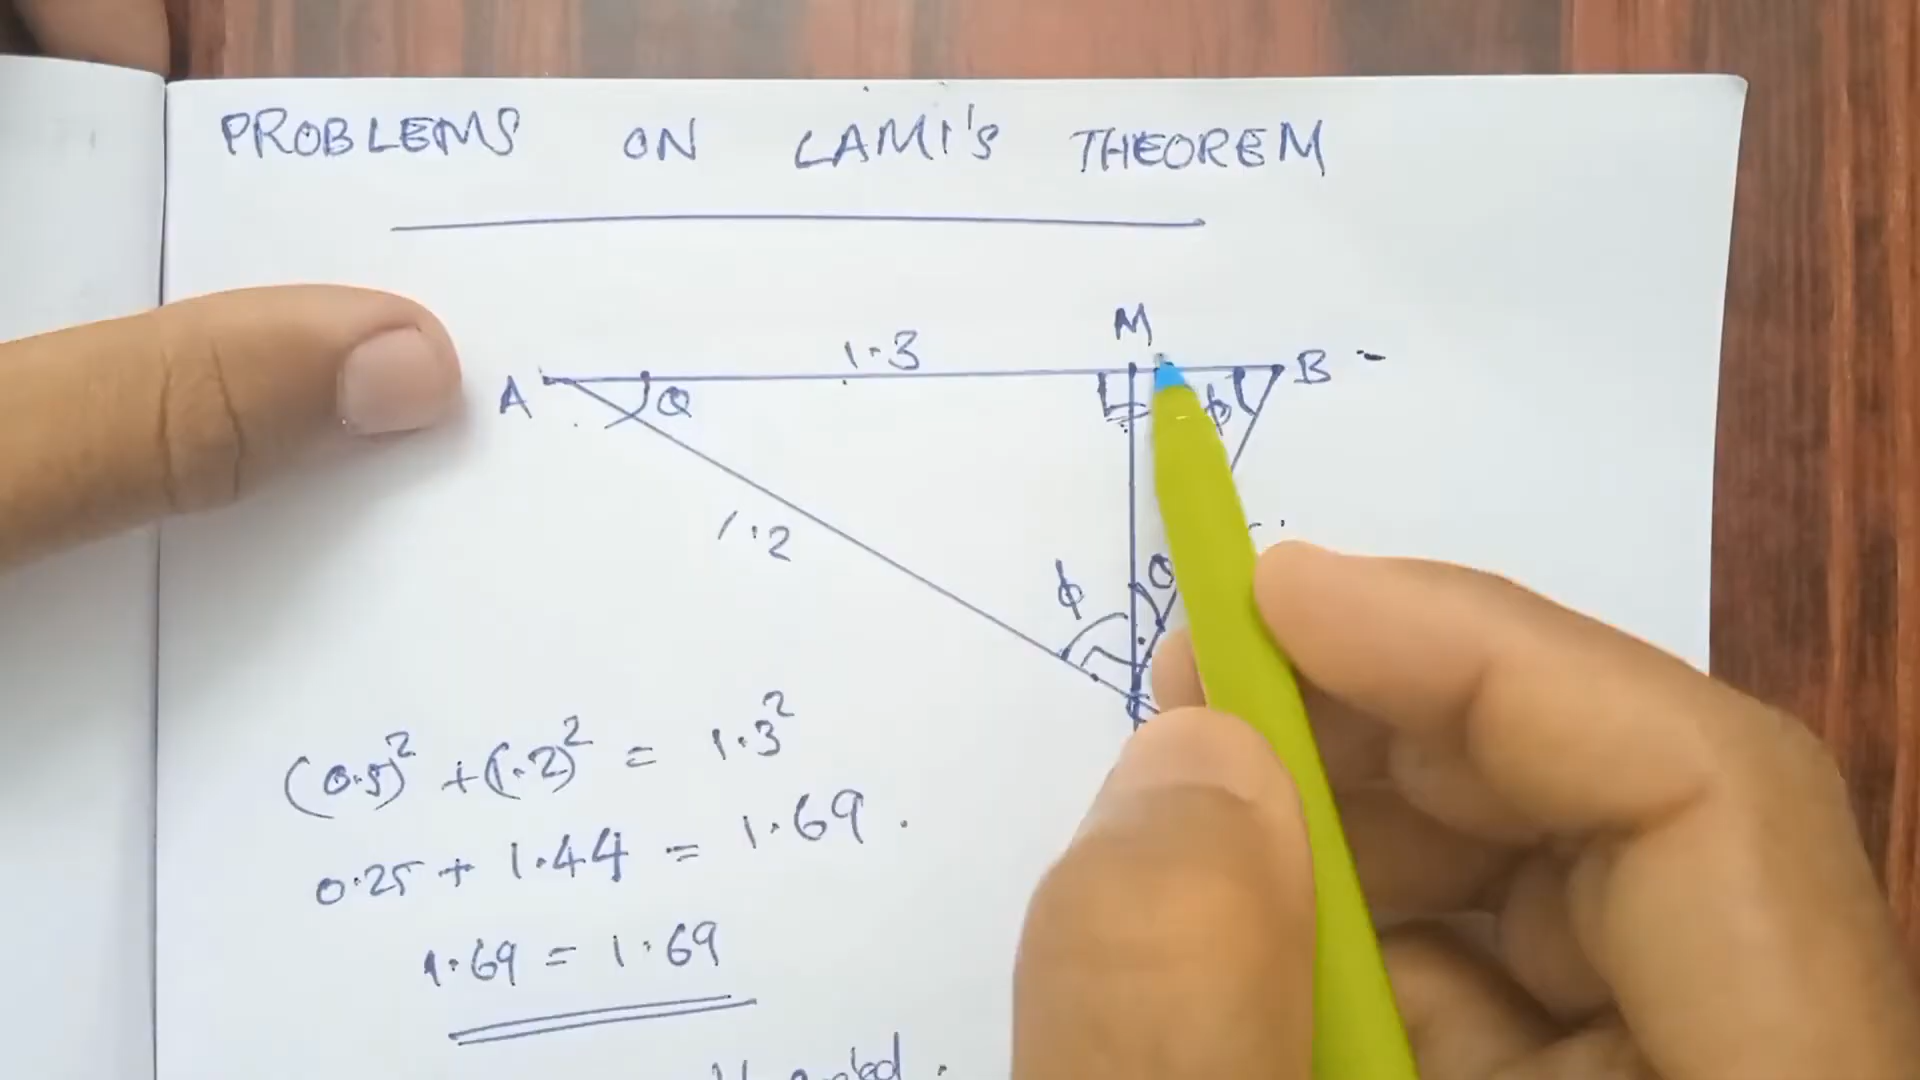 PROBLEMS ON LAMI'S THEOREM
M
1.3
A
B
θ
ϕ
1.2
θ
ϕ
(0.5)² + (1.2)² = 1.3²
0.25 + 1.44 = 1.69.
1.69 = 1.69